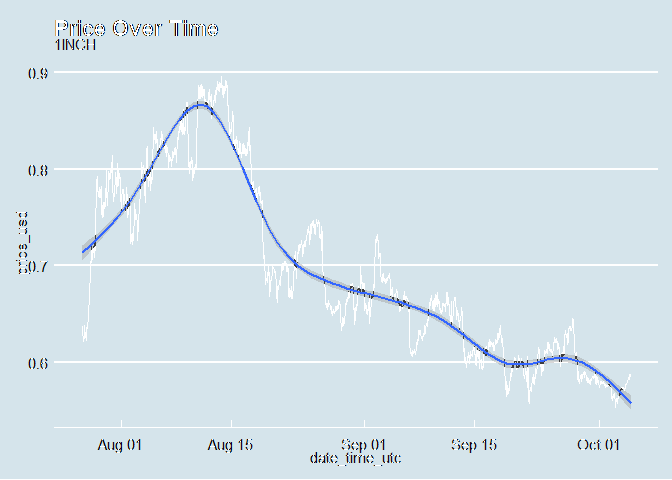 Price Over Time
1INCH
0.9
0.8
0.7
0.6
price_usd
Aug 01
Aug 15
Sep 01
Sep 15
Oct 01
date_time_utc